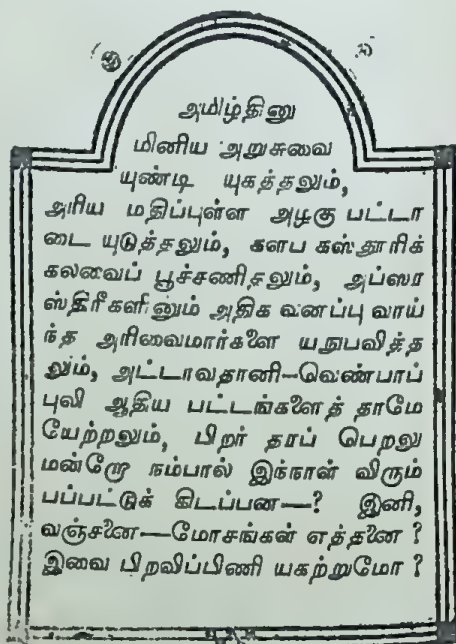 அமிழ்தினு
மினிய அறுசுவை
யுண்டி யுகத்தலும்,
அரிய மதிப்புள்ள அழகு பட்டா
டை யுடுத்தலும், களப கஸ்தூரிக்
கலவைப் பூச்சணிதலும், அப்ஸர
ஸ்திரீகளினும் அதிக வனப்பு வாய்
ந்த அரிவைமார்களை யநுபவித்த
லும், அட்டாவதானி—வெண்பாப்
புலி ஆதிய பட்டங்களைத் தாமே
யேற்றலும், பிறர் தரப் பெறலு
மன்றோ நம்பால் இந்நாள் விரும்
பப்பட்டுக் கிடப்பன—? இனி,
வஞ்சனை—மோசங்கள் எத்தனை ?
இவை பிறவிப்பிணி யகற்றுமோ ?